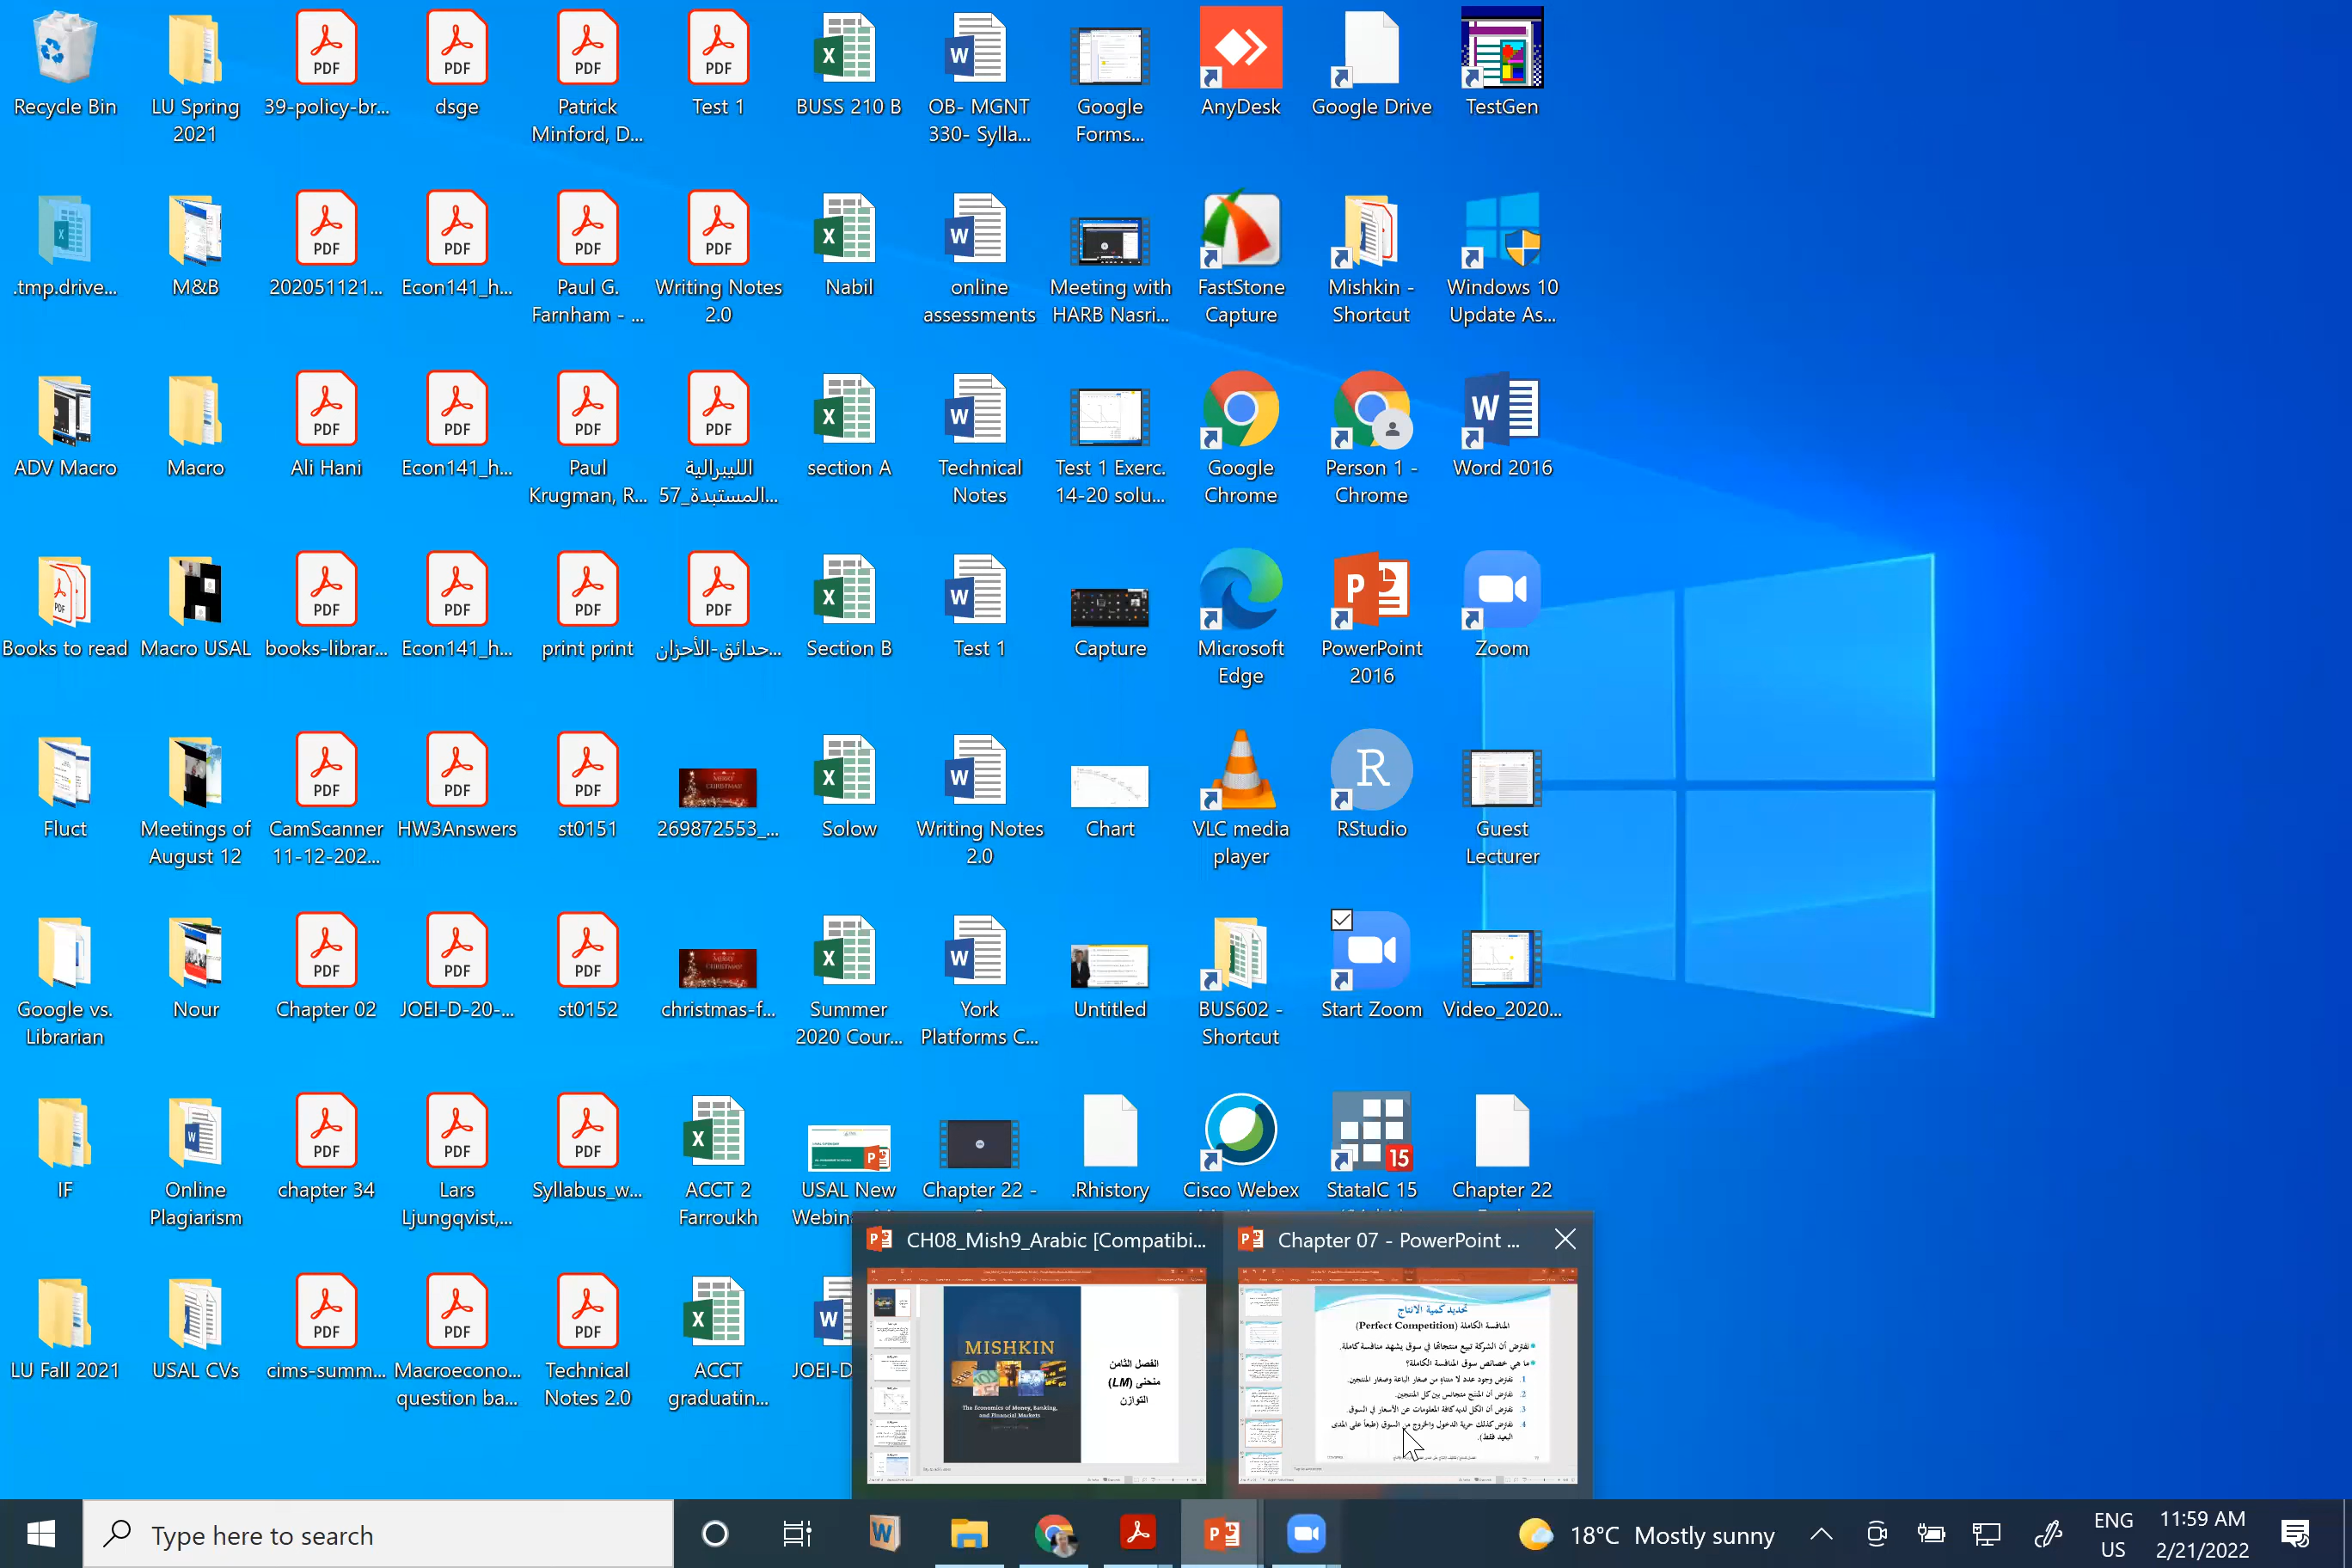 Recycle Bin
LU Spring
2021
39-policy-br...
dsge
Patrick
Minford, D...
Test 1
BUSS 210 B
OB- MGNT
330- Sylla...
Google
Forms...
AnyDesk
Google Drive
TestGen
.tmp.drive...
M&B
202051121...
Econ141_h...
Paul G.
Farnham - ...
Writing Notes
2.0
Nabil
online
assessments
Meeting with
HARB Nasri...
FastStone
Capture
Mishkin -
Shortcut
Windows 10
Update As...
ADV Macro
Macro
Ali Hani
Econ141_h...
Paul
Krugman, R...
الليبرالية
المستبدة_57...
section A
Technical
Notes
Test 1 Exerc.
14-20 solu...
Google
Chrome
Person 1 -
Chrome
Word 2016
Books to read
Macro USAL
books-librar...
Econ141_h...
print print
حدائق-الأحزان...
Section B
Test 1
Capture
Microsoft
Edge
PowerPoint
2016
Zoom
Fluct
Meetings of
August 12
CamScanner
11-12-202...
HW3Answers
st0151
269872553_...
Solow
Writing Notes
2.0
Chart
VLC media
player
RStudio
Guest
Lecturer
Google vs.
Librarian
Nour
Chapter 02
JOEI-D-20-...
st0152
christmas-f...
Summer
2020 Cour...
York
Platforms C...
Untitled
BUS602 -
Shortcut
Start Zoom
Video_2020...
IF
Online
Plagiarism
chapter 34
Lars
Ljungqvist,...
Syllabus_w...
ACCT 2
Farroukh
USAL New
Webin
Chapter 22 -
.Rhistory
Cisco Webex
StataIC 15
Chapter 22
LU Fall 2021
USAL CVs
cims-summ...
Macroecono...
question ba...
Technical
Notes 2.0
ACCT
graduatin...
JOEI-D
CH08_Mish9_Arabic [Compatibi...
MISHKIN
The Economics of Money, Banking,
and Financial Markets
الفصل الثامن
منحنى (LM)
التوازن
Chapter 07 - PowerPoint ...
تحديد كمية الانتاج
المنافسة الكاملة (Perfect Competition)
نفترض أن الشركة تبيع منتجاتها في سوق يشهد منافسة كاملة.
ما هي خصائص سوق المنافسة الكاملة؟
1. نفترض وجود عدد لا متناهٍ من صغار الباعة وصغار المنتجين.
2. نفترض أن المنتج متجانس بين كل المنتجين.
3. نفترض أن الكل لديه كافة المعلومات عن الأسعار في السوق.
4. نفترض كذلك حرية الدخول والخروج من السوق (طبعاً على المدى
البعيد فقط).
Type here to search
18°C Mostly sunny
ENG
US
11:59 AM
2/21/2022